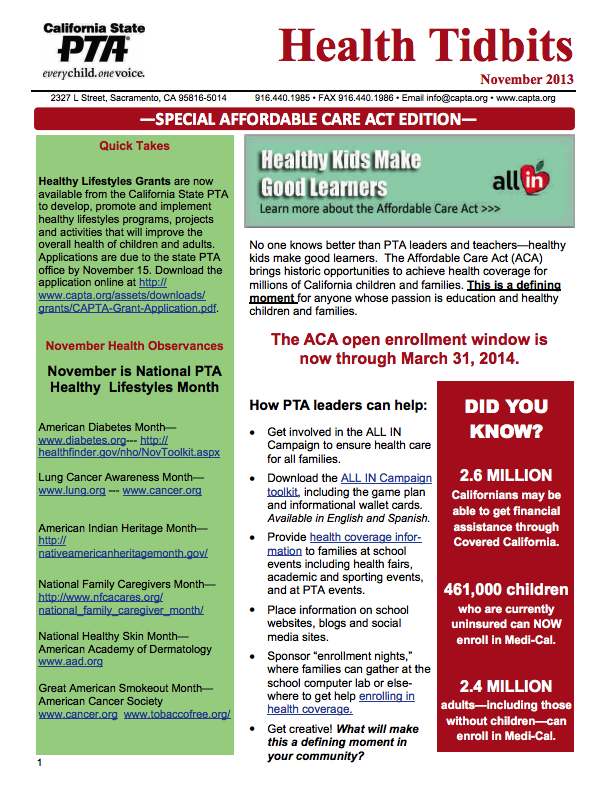 California State
PTA®
everychild.onevoice.
Health Tidbits
November 2013
2327 L Street, Sacramento, CA 95816-5014 916.440.1985 • FAX 916.440.1986 • Email info@capta.org • www.capta.org
—SPECIAL AFFORDABLE CARE ACT EDITION—
Quick Takes
Healthy Lifestyles Grants are now
available from the California State PTA
to develop, promote and implement
healthy lifestyles programs, projects
and activities that will improve the
overall health of children and adults.
Applications are due to the state PTA
office by November 15. Download the
application online at http://
www.capta.org/assets/downloads/
grants/CAPTA-Grant-Application.pdf.
November Health Observances
November is National PTA
Healthy Lifestyles Month
American Diabetes Month—
www.diabetes.org--- http://
healthfinder.gov/nho/NovToolkit.aspx
Lung Cancer Awareness Month—
www.lung.org --- www.cancer.org
American Indian Heritage Month—
http://
nativeamericanheritagemonth.gov/
National Family Caregivers Month—
http://www.nfcacares.org/
national_family_caregiver_month/
National Healthy Skin Month—
American Academy of Dermatology
www.aad.org
Great American Smokeout Month—
American Cancer Society
www.cancer.org www.tobaccofree.org/
Healthy Kids Make
Good Learners
Learn more about the Affordable Care Act >>>
all in
No one knows better than PTA leaders and teachers—healthy
kids make good learners. The Affordable Care Act (ACA)
brings historic opportunities to achieve health coverage for
millions of California children and families. This is a defining
moment for anyone whose passion is education and healthy
children and families.
The ACA open enrollment window is
now through March 31, 2014.
How PTA leaders can help:
• Get involved in the ALL IN
Campaign to ensure health care
for all families.
• Download the ALL IN Campaign
toolkit, including the game plan
and informational wallet cards.
Available in English and Spanish.
• Provide health coverage infor-
mation to families at school
events including health fairs,
academic and sporting events,
and at PTA events.
• Place information on school
websites, blogs and social
media sites.
• Sponsor “enrollment nights,”
where families can gather at the
school computer lab or else-
where to get help enrolling in
health coverage.
• Get creative! What will make
this a defining moment in
your community?
DID YOU
KNOW?
2.6 MILLION
Californians may be
able to get financial
assistance through
Covered California.
461,000 children
who are currently
uninsured can NOW
enroll in Medi-Cal.
2.4 MILLION
adults—including those
without children—can
enroll in Medi-Cal.
1